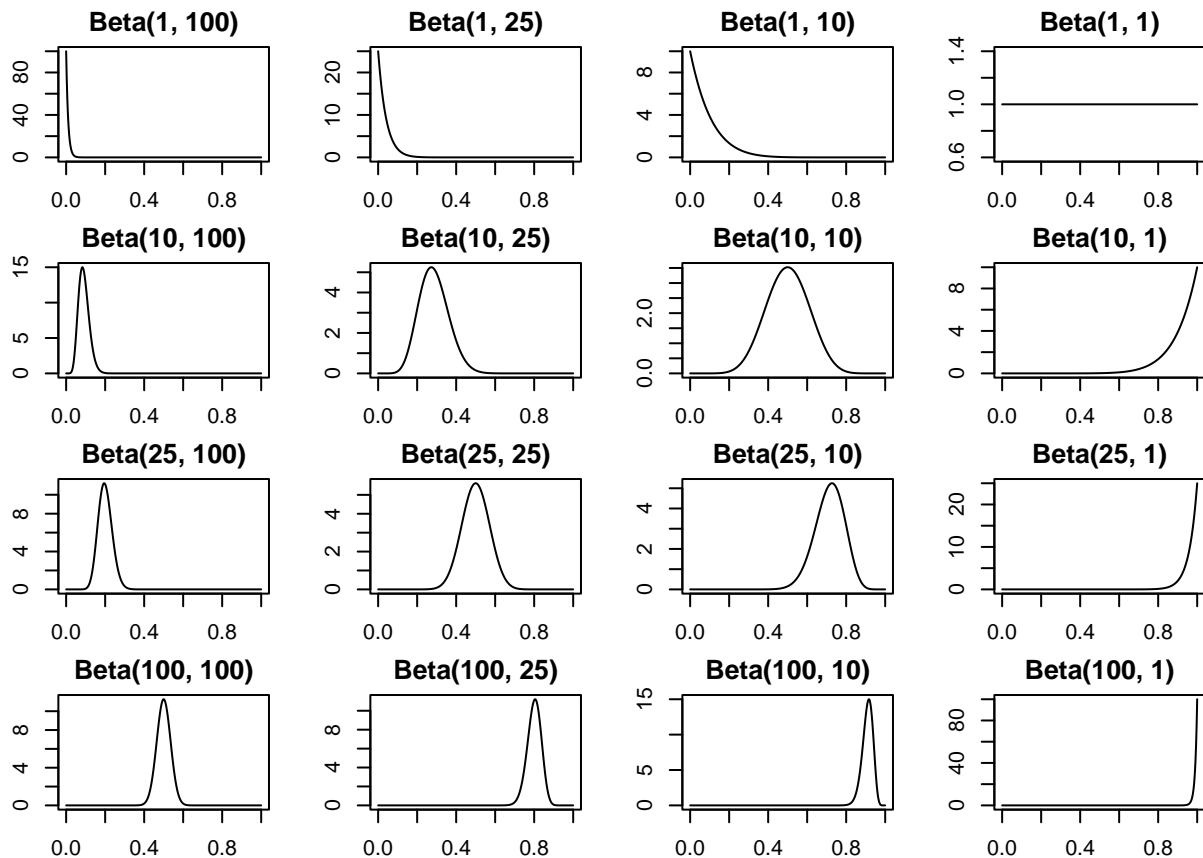 Beta(1, 100) Beta(1, 25) Beta(1, 10) Beta(1, 1)
0 40 80 0 10 20 0 4 8 0.6 1.0 1.4
0.0 0.4 0.8 0.0 0.4 0.8 0.0 0.4 0.8 0.0 0.4 0.8
Beta(10, 100) Beta(10, 25) Beta(10, 10) Beta(10, 1)
0 5 15 0 2 4 0.0 2.0 0 4 8
0.0 0.4 0.8 0.0 0.4 0.8 0.0 0.4 0.8 0.0 0.4 0.8
Beta(25, 100) Beta(25, 25) Beta(25, 10) Beta(25, 1)
0 4 8 0 2 4 0 2 4 0 10 20
0.0 0.4 0.8 0.0 0.4 0.8 0.0 0.4 0.8 0.0 0.4 0.8
Beta(100, 100) Beta(100, 25) Beta(100, 10) Beta(100, 1)
0 4 8 0 4 8 0 5 15 0 40 80
0.0 0.4 0.8 0.0 0.4 0.8 0.0 0.4 0.8 0.0 0.4 0.8